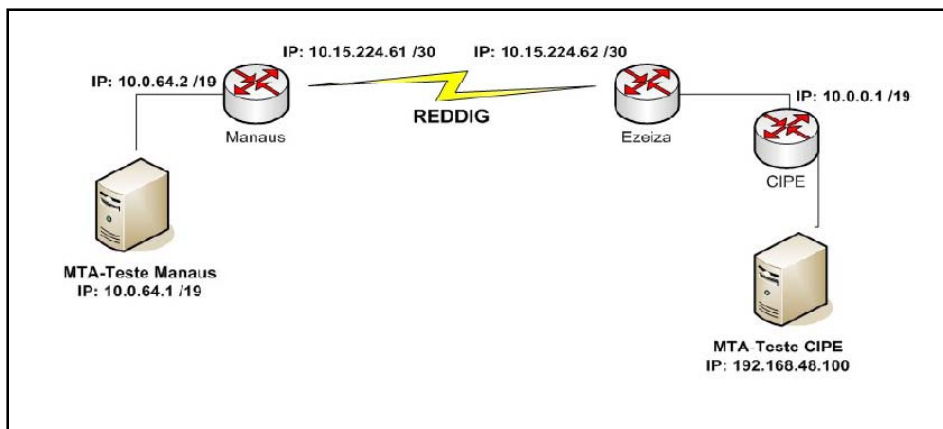 IP: 10.15.224.61 /30
IP: 10.15.224.62 /30
IP: 10.0.64.2 /19
IP: 10.0.0.1 /19
REDDIG
Manaus
Ezeiza
CIPE
MTA-Teste Manaus
IP: 10.0.64.1 /19
MTA-Teste CIPE
IP: 192.168.48.100